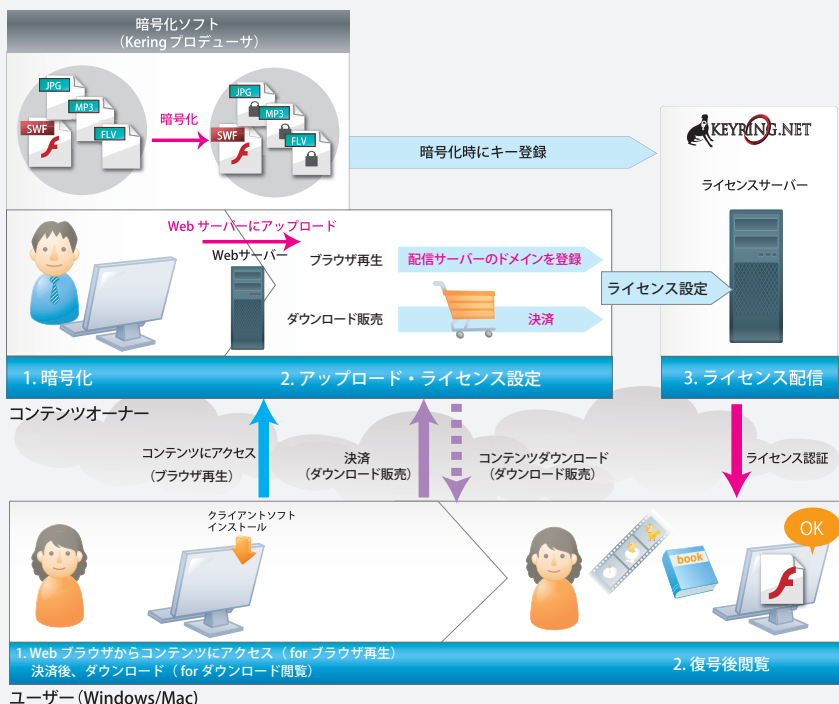 暗号化ソフト
（Keringプロデューサ）
JPG
MP3
SWF
FLV
暗号化
JPG
MP3
SWF
FLV
暗号化時にキー登録
KEYRING.NET
ライセンスサーバー
Web サーバーにアップロード
Webサーバー
ブラウザ再生
配信サーバーのドメインを登録
ダウンロード販売
決済
ライセンス設定
1. 暗号化
2. アップロード・ライセンス設定
3. ライセンス配信
コンテンツオーナー
コンテンツにアクセス
（ブラウザ再生）
決済
（ダウンロード販売）
コンテンツダウンロード
（ダウンロード販売）
ライセンス認証
クライアントソフト
インストール
book
OK
1. Web ブラウザからコンテンツにアクセス（ for ブラウザ再生）
決済後、ダウンロード（ for ダウンロード閲覧）
2. 復号後閲覧
ユーザー（Windows/Mac）